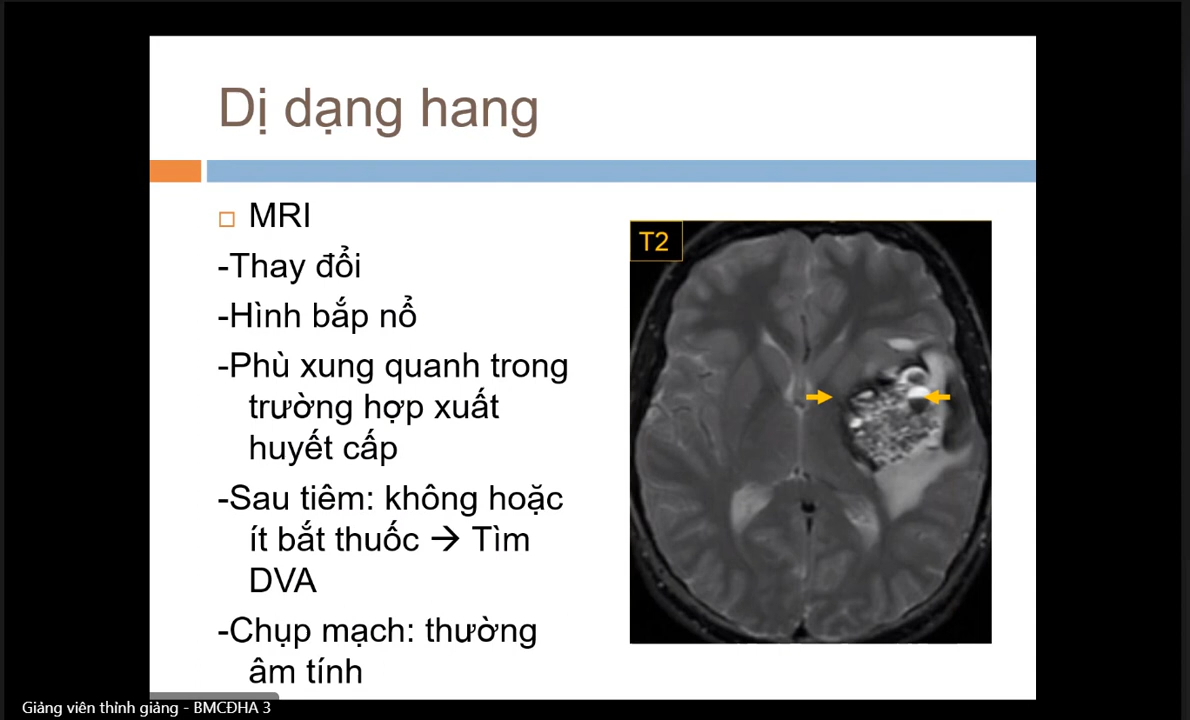 Dị dạng hang
MRI
-Thay đổi
-Hình bắp nổ
-Phù xung quanh trong
trường hợp xuất
huyết cấp
-Sau tiêm: không hoặc
ít bắt thuốc → Tìm
DVA
-Chụp mạch: thường
âm tính
T2
Giảng viên thỉnh giảng - BMCĐHA 3